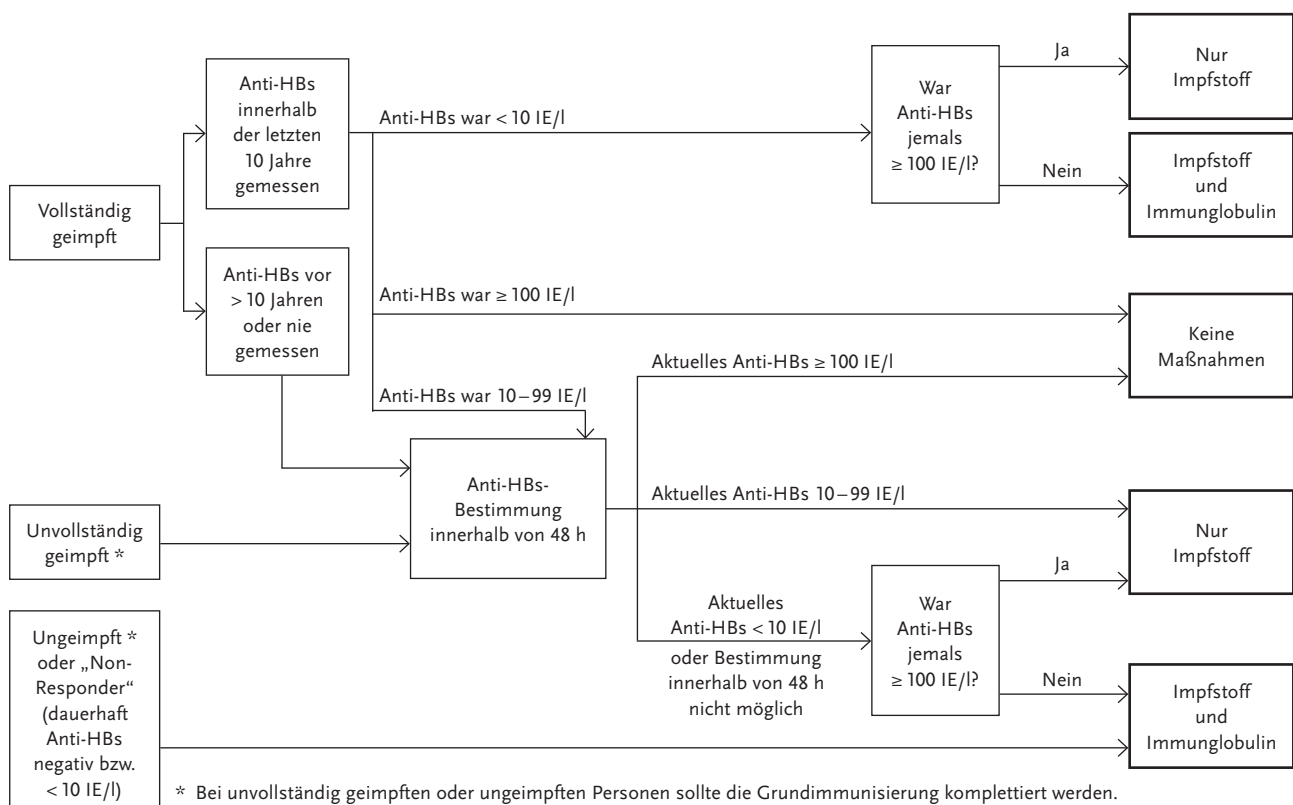 Vollständig
geimpft
Anti-HBs
innerhalb
der letzten
10 Jahre
gemessen
Anti-HBs vor
> 10 Jahren
oder nie
gemessen
Anti-HBs war < 10 IE/l
War
Anti-HBs
jemals
≥ 100 IE/l?
Ja
Nur
Impfstoff
Nein
Impfstoff
und
Immunglobulin
Anti-HBs war ≥ 100 IE/l
Keine
Maßnahmen
Anti-HBs war 10–99 IE/l
Aktuelles Anti-HBs ≥ 100 IE/l
Unvollständig
geimpft *
Anti-HBs-
Bestimmung
innerhalb von 48 h
Aktuelles Anti-HBs 10–99 IE/l
Nur
Impfstoff
Aktuelles
Anti-HBs < 10 IE/l
oder Bestimmung
innerhalb von 48 h
nicht möglich
War
Anti-HBs
jemals
≥ 100 IE/l?
Ja
Nein
Impfstoff
und
Immunglobulin
Ungeimpft *
oder „Non-
Responder“
(dauerhaft
Anti-HBs
negativ bzw.
< 10 IE/l)
* Bei unvollständig geimpften oder ungeimpften Personen sollte die Grundimmunisierung komplettiert werden.